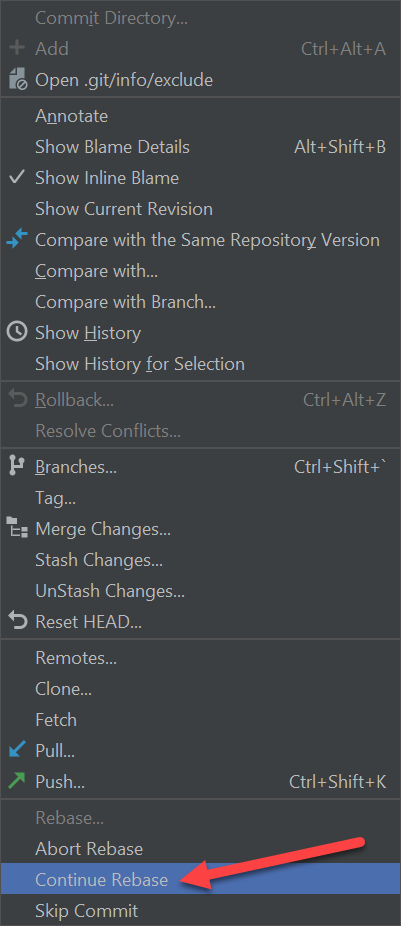 Commit Directory...
Add Ctrl+Alt+A
Open .git/info/exclude
Annotate
Show Blame Details Alt+Shift+B
Show Inline Blame
Show Current Revision
Compare with the Same Repository Version
Compare with...
Compare with Branch...
Show History
Show History for Selection
Rollback... Ctrl+Alt+Z
Resolve Conflicts...
Branches... Ctrl+Shift+`
Tag...
Merge Changes...
Stash Changes...
UnStash Changes...
Reset HEAD...
Remotes...
Clone...
Fetch
Pull...
Push... Ctrl+Shift+K
Rebase...
Abort Rebase
Continue Rebase
Skip Commit